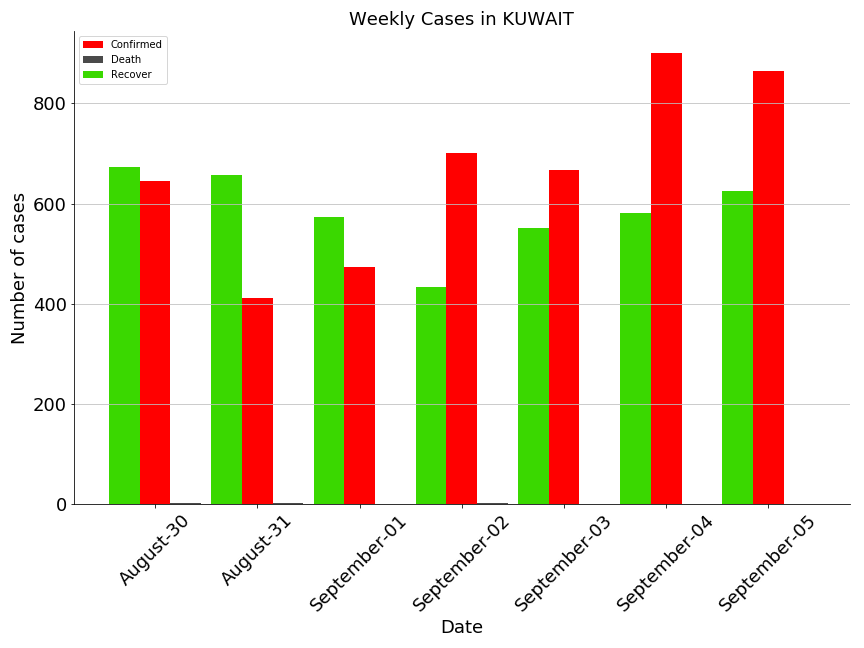 Weekly Cases in KUWAIT
Confirmed
Death
Recover
Number of cases
800
600
400
200
0
August-30
August-31
September-01
September-02
September-03
September-04
September-05
Date